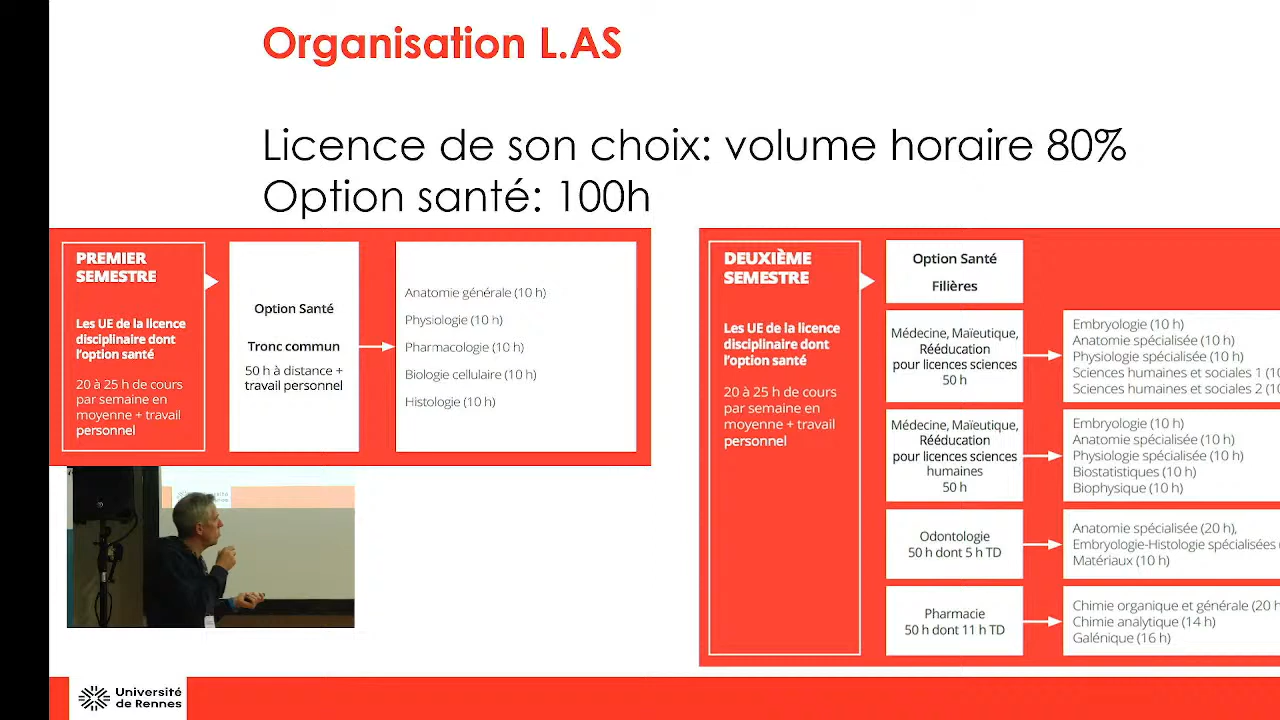 Organisation L.AS
Licence de son choix: volume horaire 80%
Option santé: 100h
PREMIER
SEMESTRE
Les UE de la licence
disciplinaire dont
l’option santé
20 à 25 h de cours
par semaine en
moyenne + travail
personnel
Option Santé
Tronc commun
50 h à distance +
travail personnel
Anatomie générale (10 h)
Physiologie (10 h)
Pharmacologie (10 h)
Biologie cellulaire (10 h)
Histologie (10 h)
DEUXIÈME
SEMESTRE
Les UE de la licence
disciplinaire dont
l’option santé
20 à 25 h de cours
par semaine en
moyenne + travail
personnel
Option Santé
Filières
Médecine, Maïeutique,
Rééducation
pour licences sciences
50 h
Embryologie (10 h)
Anatomie spécialisée (10 h)
Physiologie spécialisée (10 h)
Sciences humaines et sociales 1 (10
Sciences humaines et sociales 2 (10
Médecine, Maïeutique,
Rééducation
pour licences sciences
humaines
50 h
Embryologie (10 h)
Anatomie spécialisée (10 h)
Physiologie spécialisée (10 h)
Biostatistiques (10 h)
Biophysique (10 h)
Odontologie
50 h dont 5 h TD
Anatomie spécialisée (20 h),
Embryologie-Histologie spécialisées (
Matériaux (10 h)
Pharmacie
50 h dont 11 h TD
Chimie organique et générale (20 h
Chimie analytique (14 h)
Galénique (16 h)
Université
de Rennes